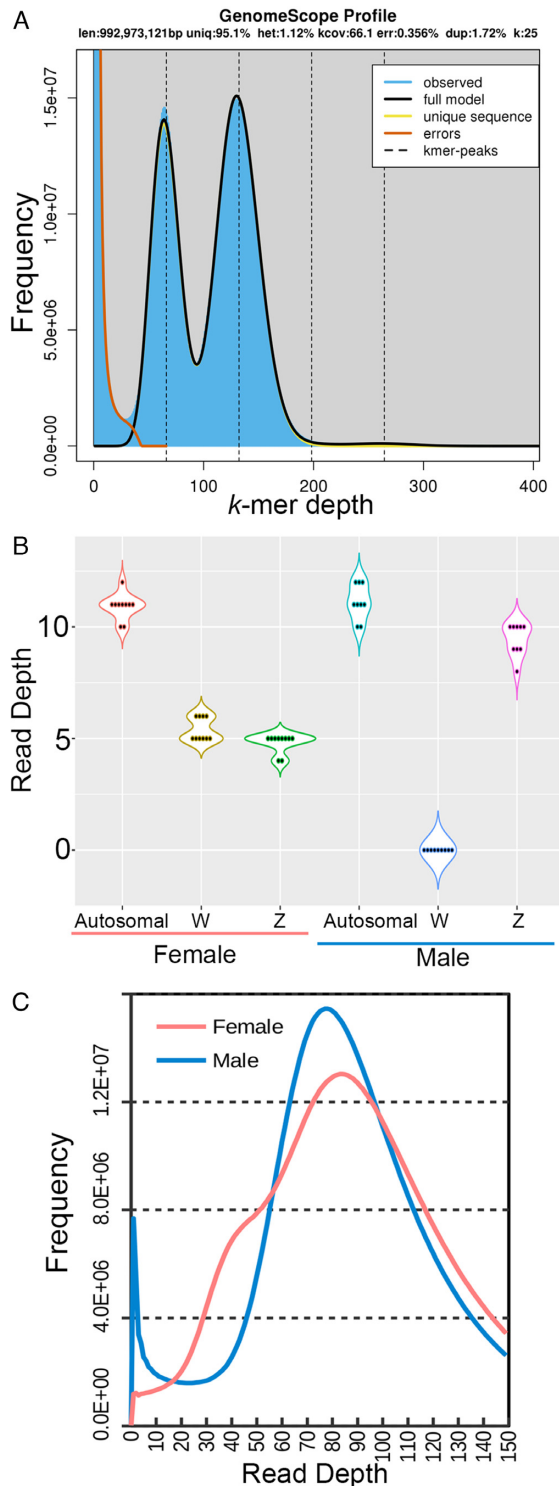 A
GenomeScope Profile
len:992,973,121bp uniq:95.1% het:1.12% kcov:66.1 err:0.356% dup:1.72% k:25
observed
full model
unique sequence
errors
kmer-peaks
Frequency
1.5e+07
1.0e+07
5.0e+06
0.0e+00
0 100 200 300 400
k-mer depth
B
Read Depth
10
5
0
Autosomal W Z Autosomal W Z
Female Male
C
Female
Male
Frequency
1.2E+07
8.0E+06
4.0E+06
0.0E+00
0 10 20 30 40 50 60 70 80 90 100 110 120 130 140 150
Read Depth